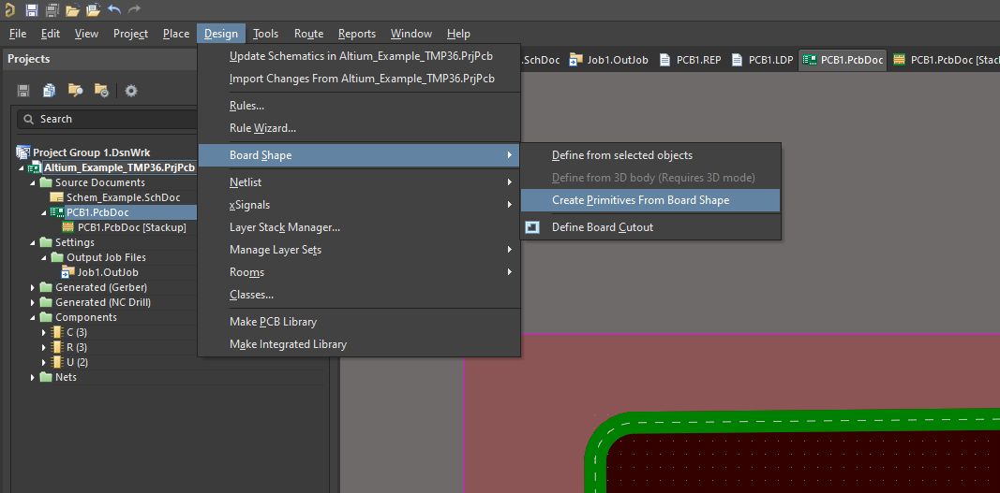 File Edit View Project Place Design Tools Route Reports Window Help
Projects
.SchDoc Job1.OutJob PCB1.REP PCB1.LDP PCB1.PcbDoc PCB1.PcbDoc [Stack
Search
Project Group 1.DsnWrk
Altium_Example_TMP36.PrjPcb
Source Documents
Schem_Example.SchDoc
PCB1.PcbDoc
PCB1.PcbDoc [Stackup]
Settings
Output Job Files
Job1.OutJob
Generated (Gerber)
Generated (NC Drill)
Components
C (3)
R (3)
U (2)
Nets
Update Schematics in Altium_Example_TMP36.PrjPcb
Import Changes From Altium_Example_TMP36.PrjPcb
Rules...
Rule Wizard...
Board Shape
Netlist
xSignals
Layer Stack Manager...
Manage Layer Sets
Rooms
Classes...
Make PCB Library
Make Integrated Library
Define from selected objects
Define from 3D body (Requires 3D mode)
Create Primitives From Board Shape
Define Board Cutout